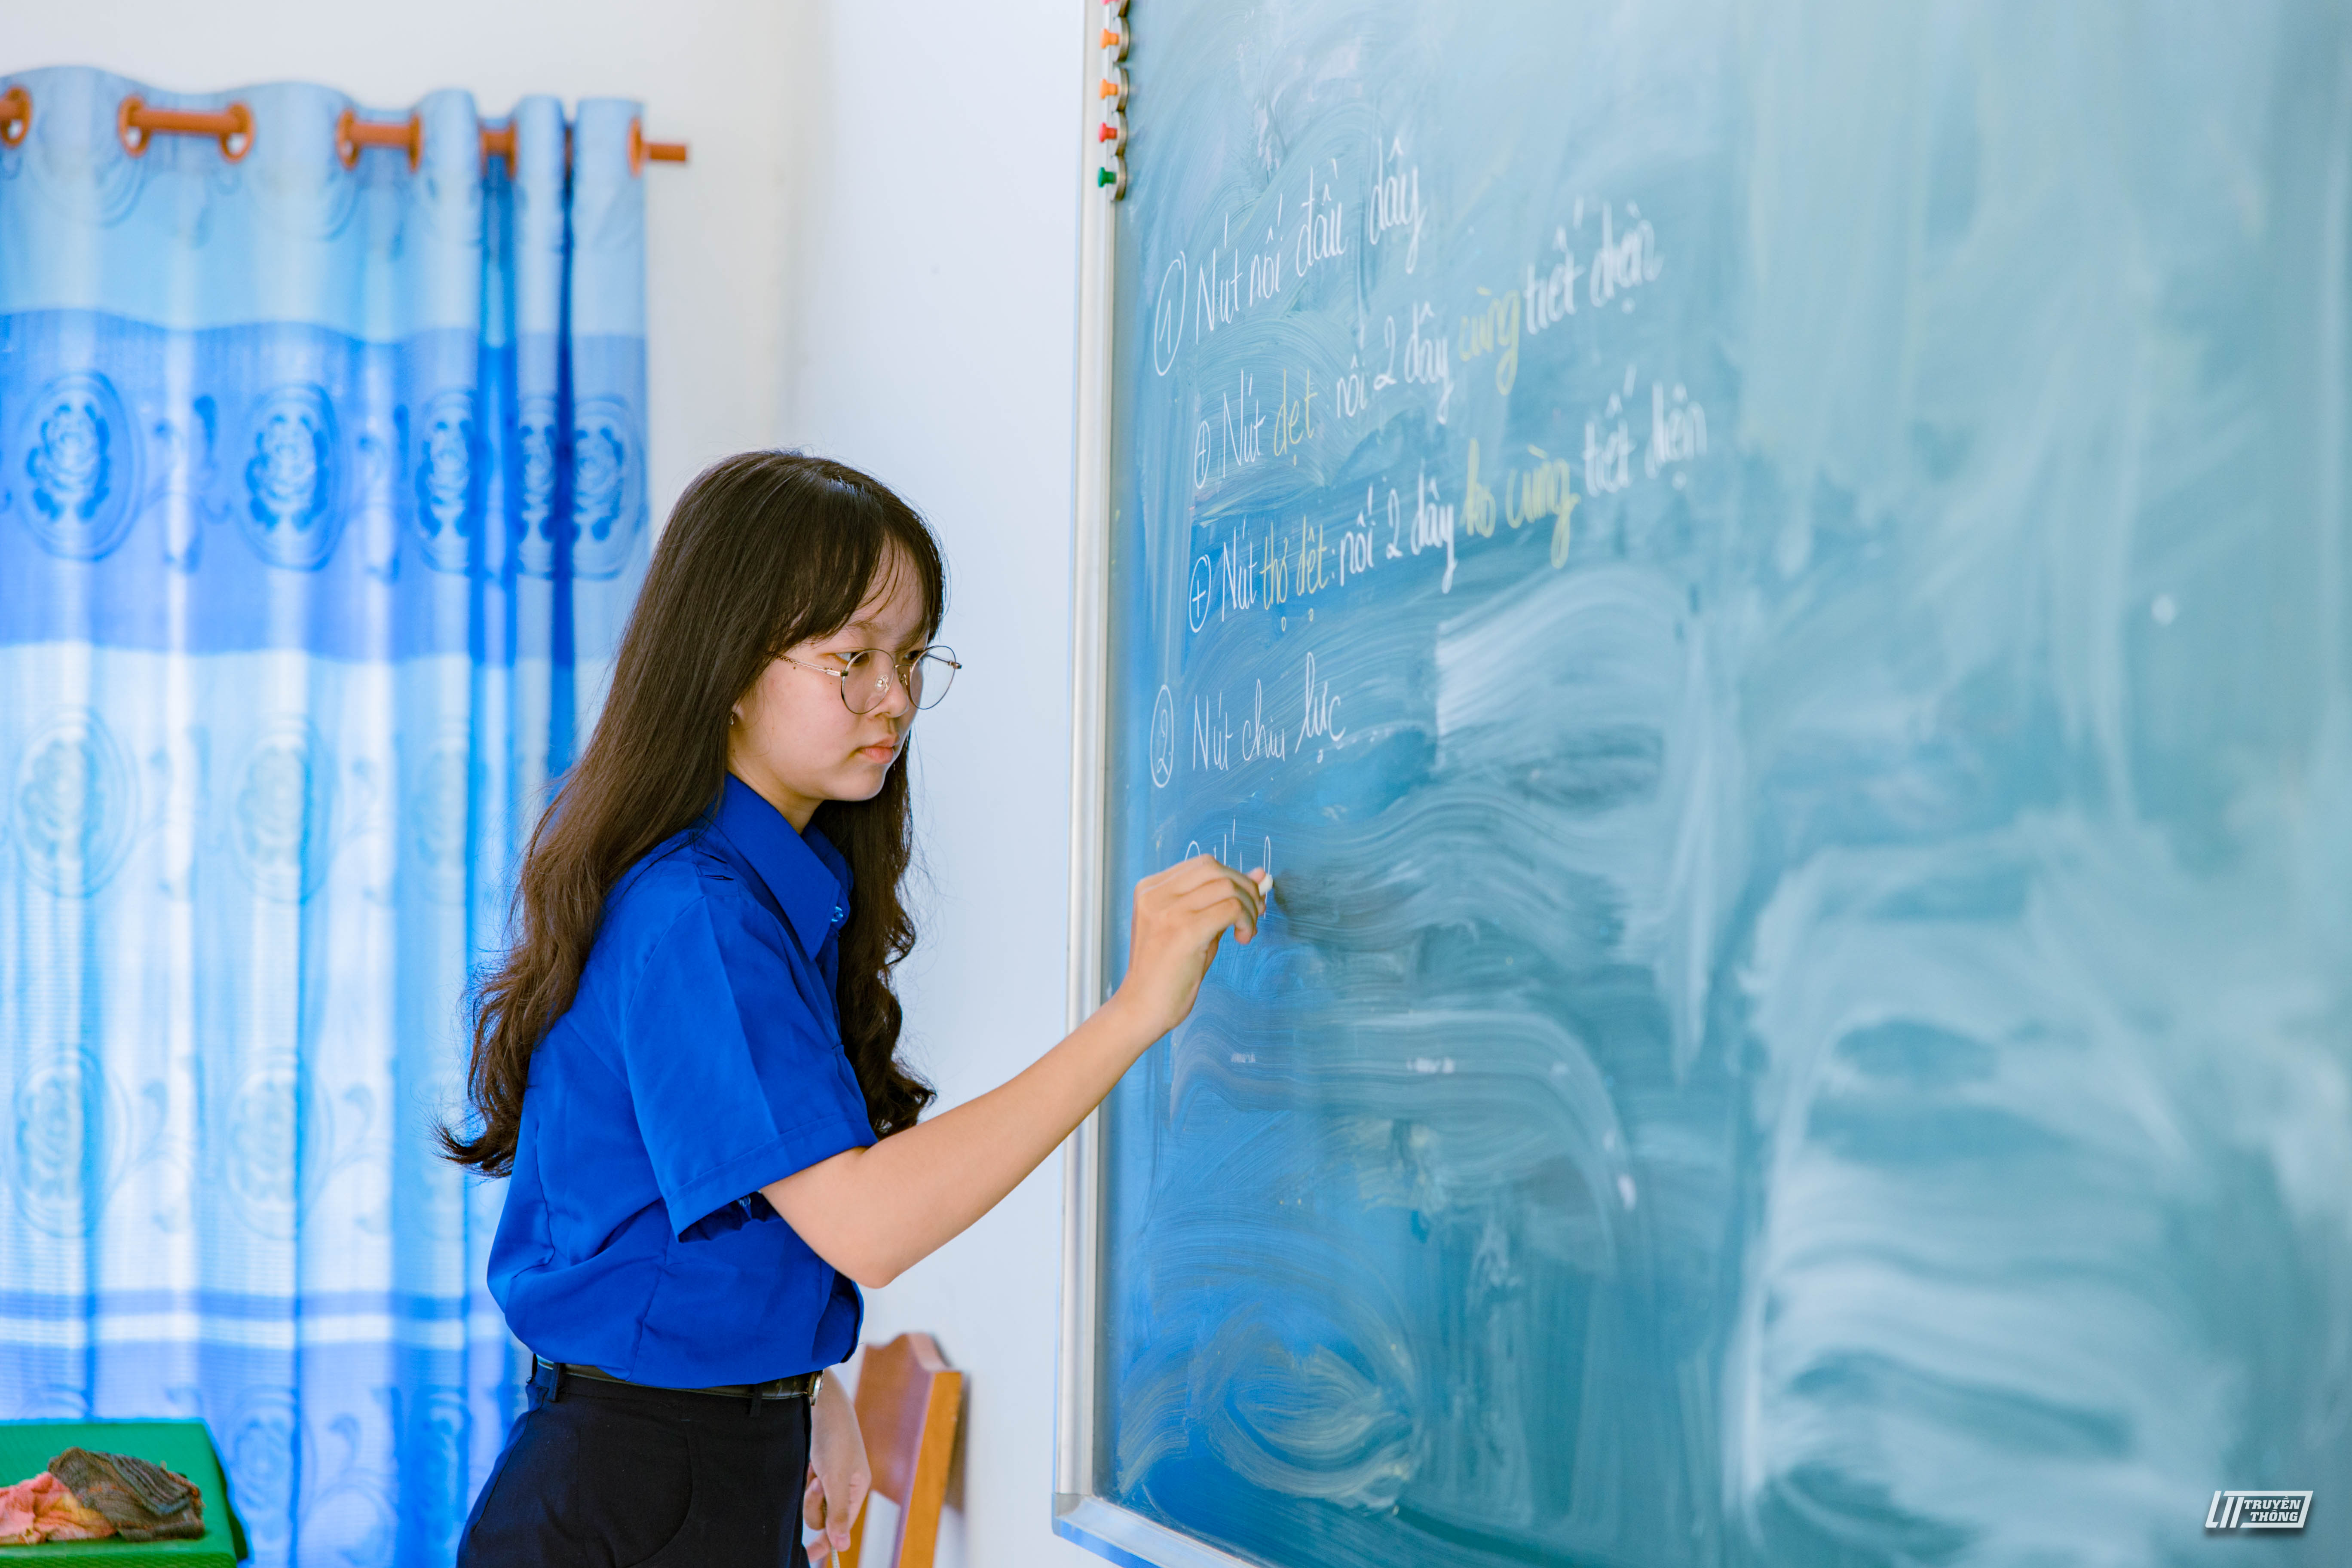 ① Nút nối đầu dây
⊕ Nút dẹt nối 2 dây cùng tiết diện
⊕ Nút thợ dệt: nối 2 dây ko cùng tiết diện
② Nút chịu lực
TRUYỀN
THÔNG